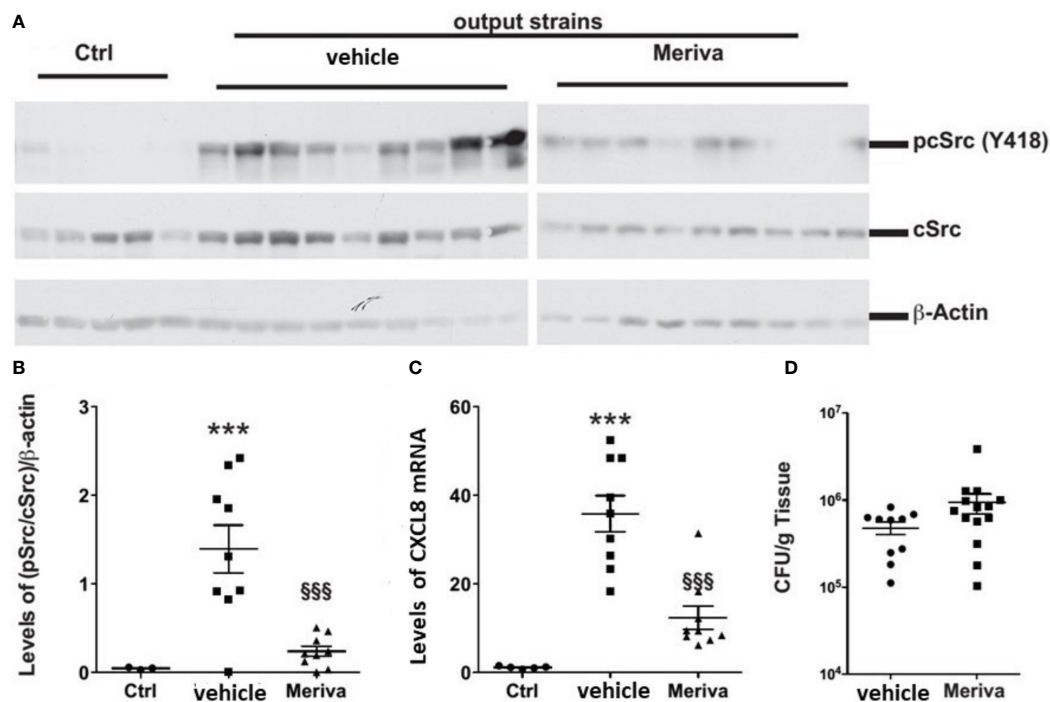 A
output strains
Ctrl
vehicle
Meriva
pcSrc (Y418)
cSrc
β-Actin
B
Levels of (pSrc/cSrc)/β-actin
3
2
1
0
***
§§§
Ctrl
vehicle
Meriva
C
Levels of CXCL8 mRNA
60
40
20
0
***
§§§
Ctrl
vehicle
Meriva
D
CFU/g Tissue
10⁷
10⁶
10⁵
10⁴
vehicle
Meriva